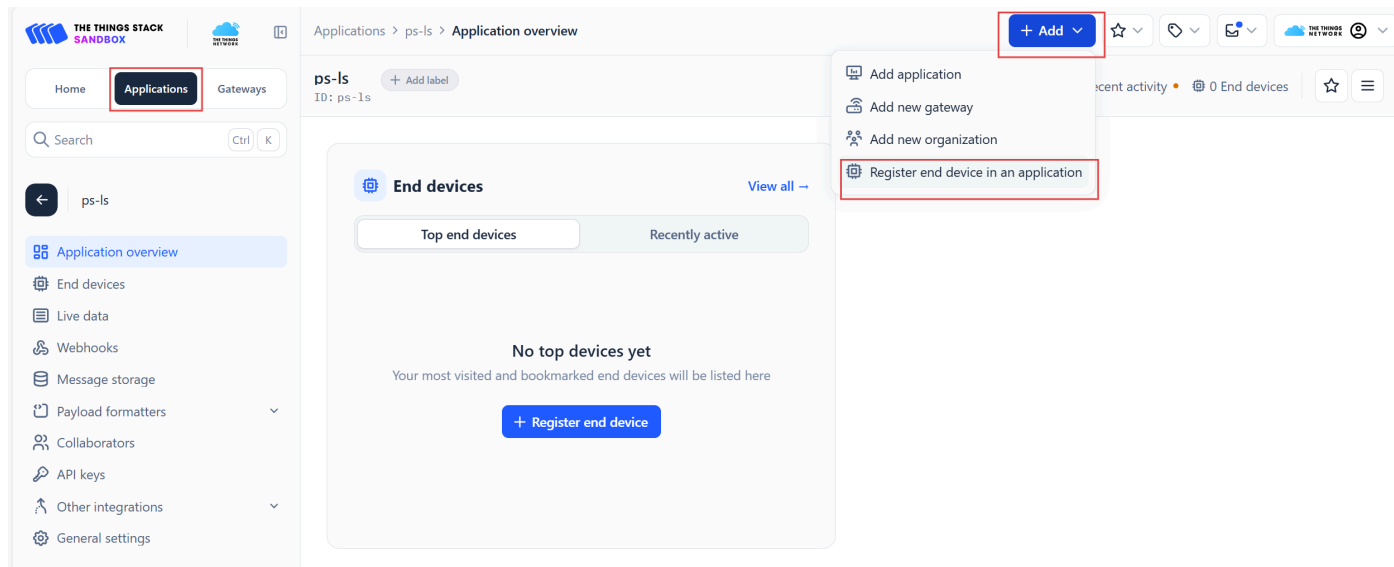 THE THINGS STACK
SANDBOX
THE THINGS
NETWORK
Applications > ps-ls > Application overview
+ Add
THE THINGS
NETWORK
Home
Applications
Gateways
ps-ls
+ Add label
ID: ps-ls
Add application
Add new gateway
Add new organization
Register end device in an application
ecent activity
0 End devices
Search
Ctrl
K
ps-ls
Application overview
End devices
Live data
Webhooks
Message storage
Payload formatters
Collaborators
API keys
Other integrations
General settings
End devices
View all →
Top end devices
Recently active
No top devices yet
Your most visited and bookmarked end devices will be listed here
+ Register end device